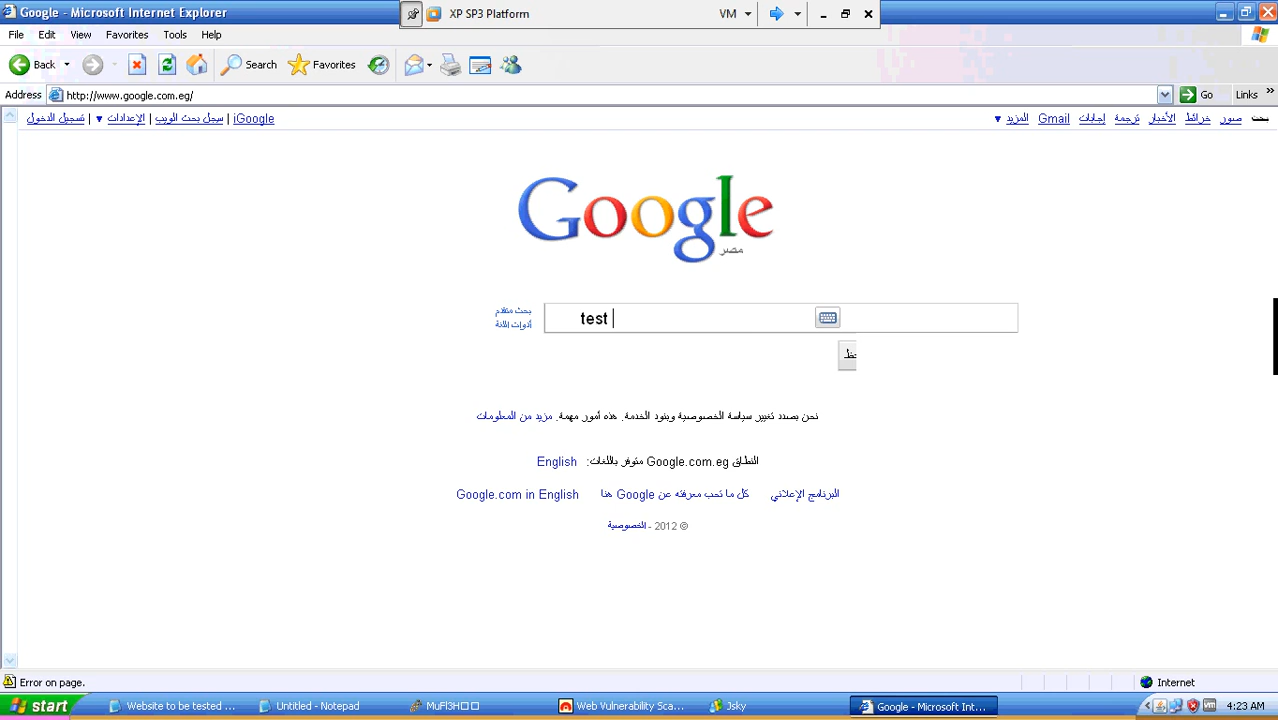 Google - Microsoft Internet Explorer
XP SP3 Platform
VM
File Edit View Favorites Tools Help
Back Search Favorites
Address http://www.google.com.eg/ Go Links »
بحث صور خرائط الأخبار ترجمة إجابات Gmail المزيد ▼
iGoogle | سجل بحث الويب | الإعدادات ▼ | تسجيل الدخول
Google
مصر
test
بحث متقدم
أدوات اللغة
نحن بصدد تغيير سياسة الخصوصية وبنود الخدمة. هذه أمور مهمة. مزيد من المعلومات
النطاق Google.com.eg متوفر باللغات: English
البرنامج الإعلاني كل ما تحب معرفته عن Google هنا Google.com in English
© 2012 - الخصوصية
Error on page. Internet
start Website to be tested ... Untitled - Notepad MuFl3H□□ Web Vulnerability Sca... Jsky Google - Microsoft Int... 4:23 AM